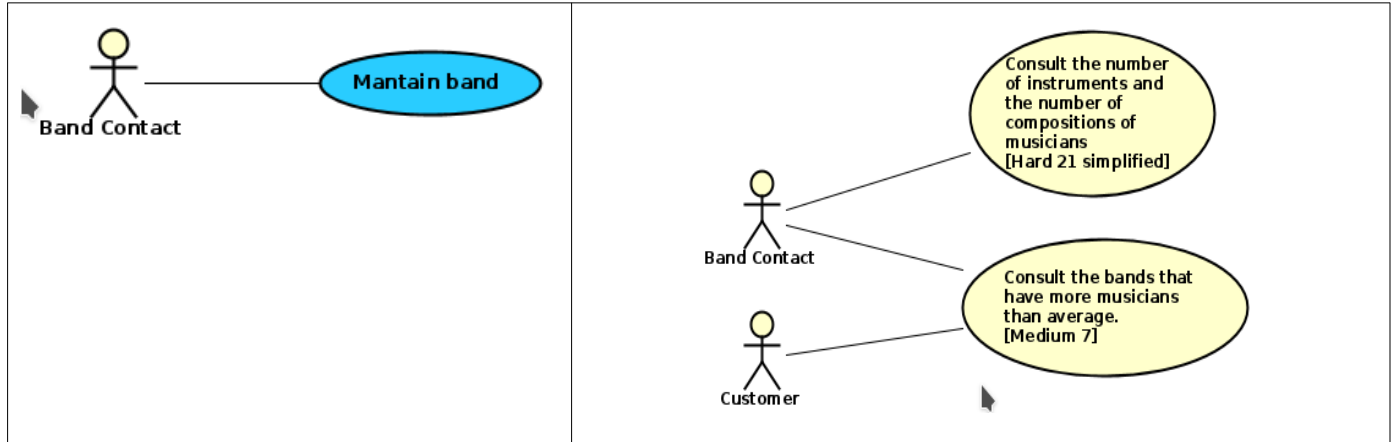 Mantain band
Band Contact
Consult the number
of instruments and
the number of
compositions of
musicians
[Hard 21 simplified]
Band Contact
Consult the bands that
have more musicians
than average.
[Medium 7]
Customer